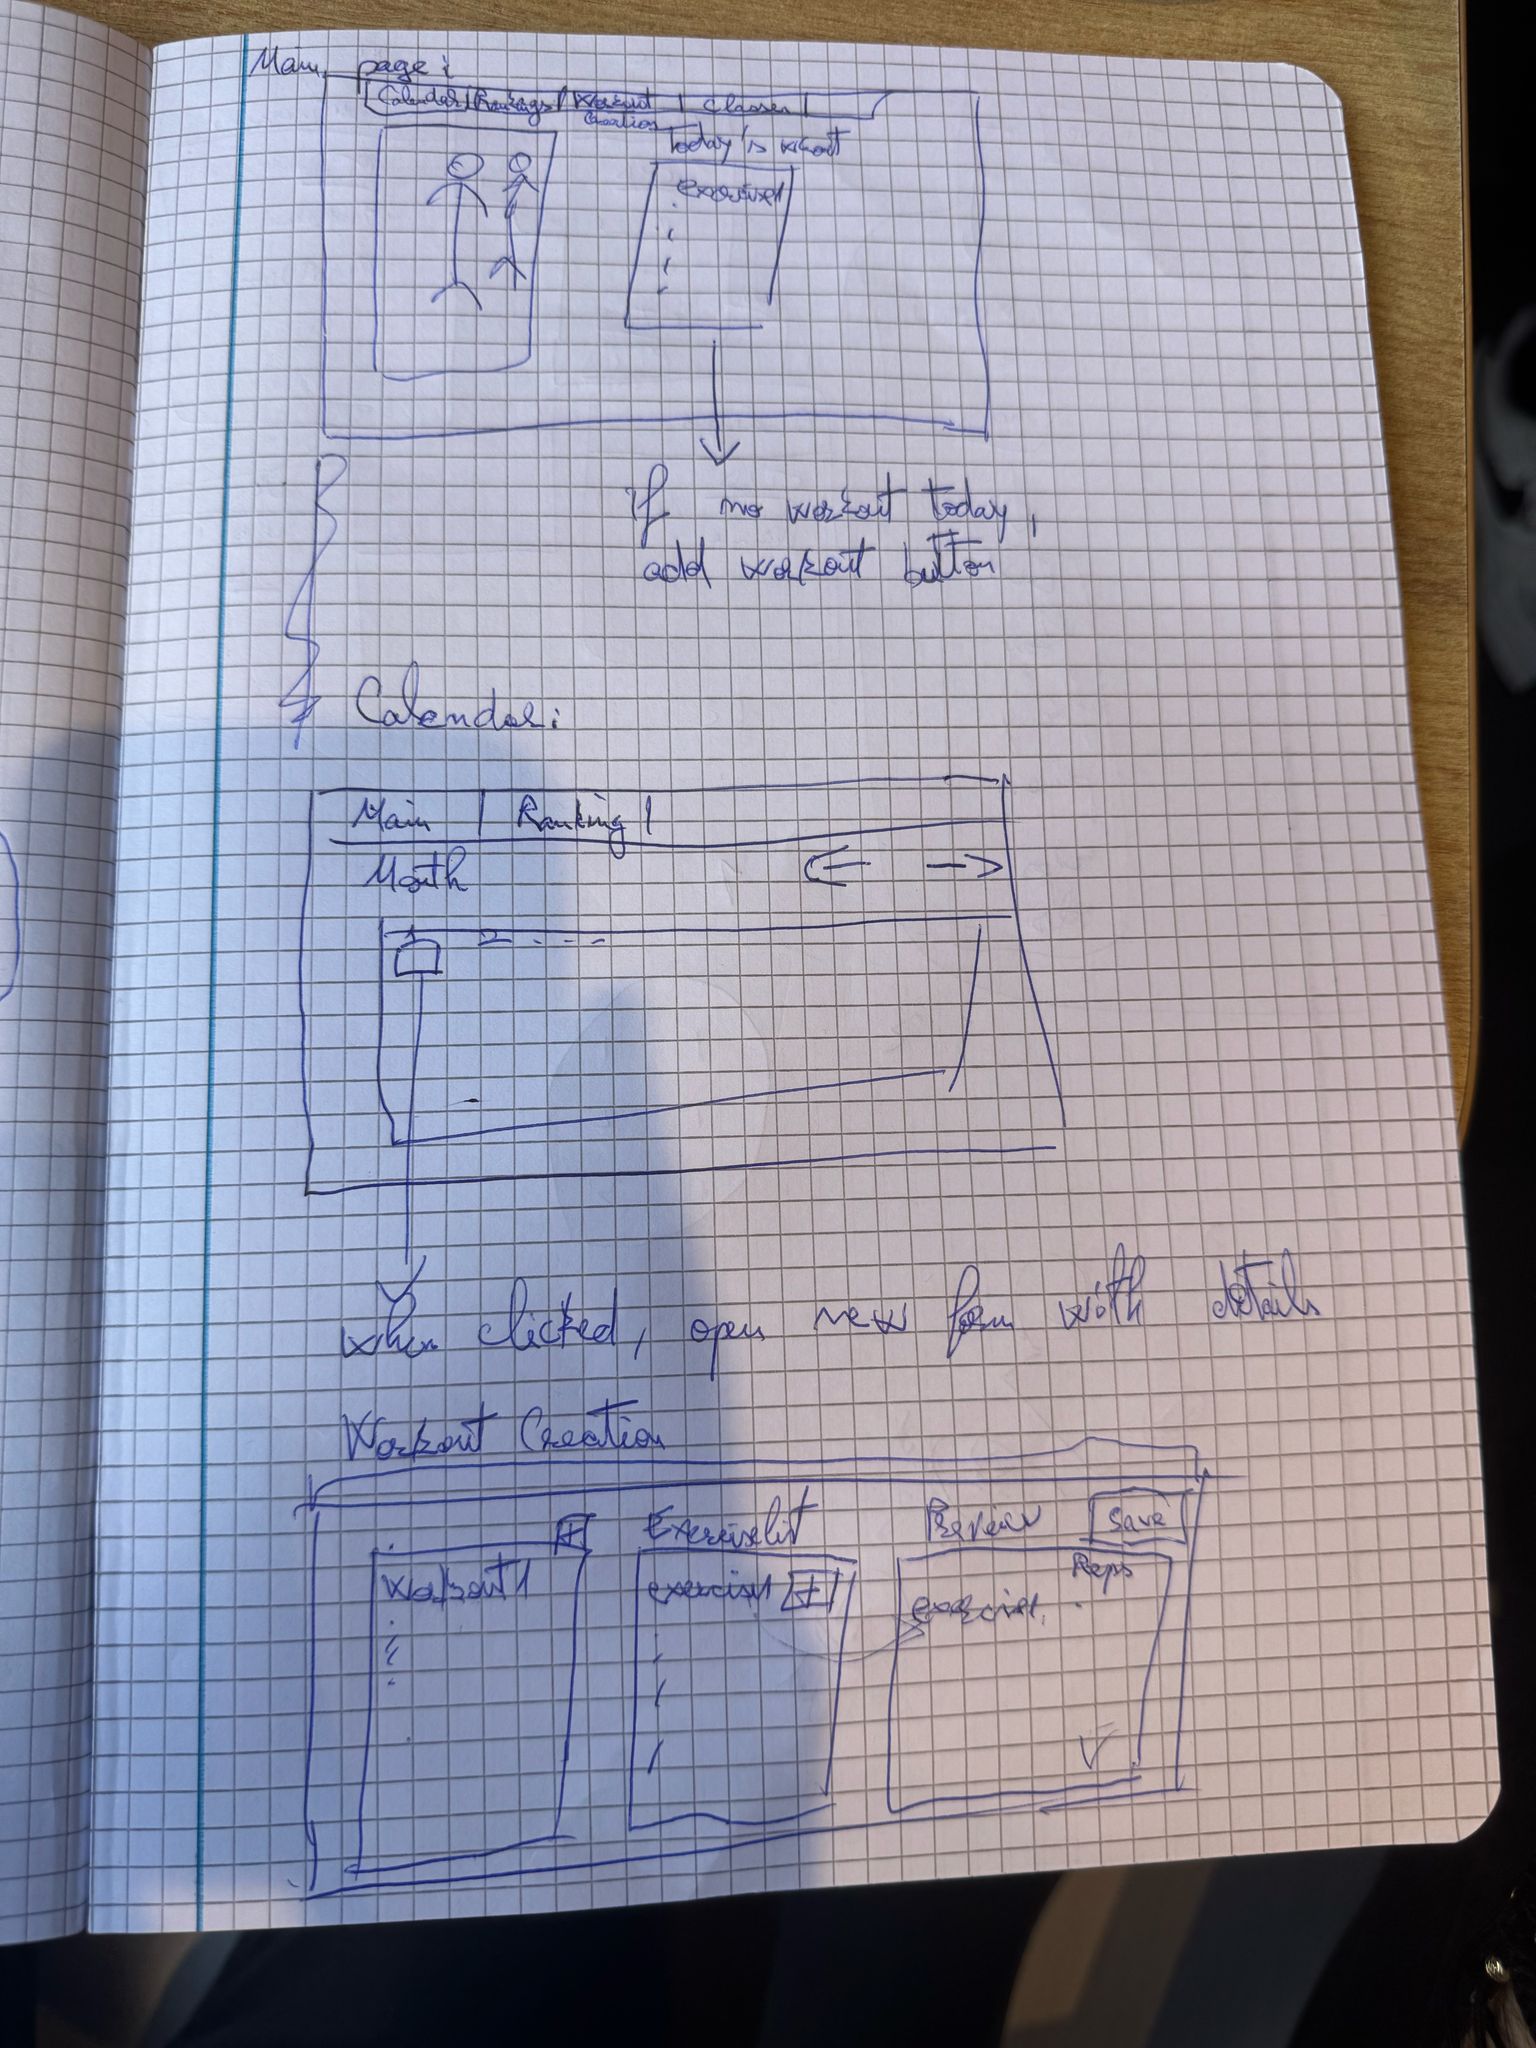 Main page:
Calendar | Rankings | Workout | Classes |
Creation
Today's workout
exercise1
if no workout today,
add workout button
Calendar:
Main | Ranking |
Month
1 2 - - -
when clicked, open new form with details
Workout Creation
+ Exerciselist Preview Save
workout1 exercise1 + Reps
exercise1